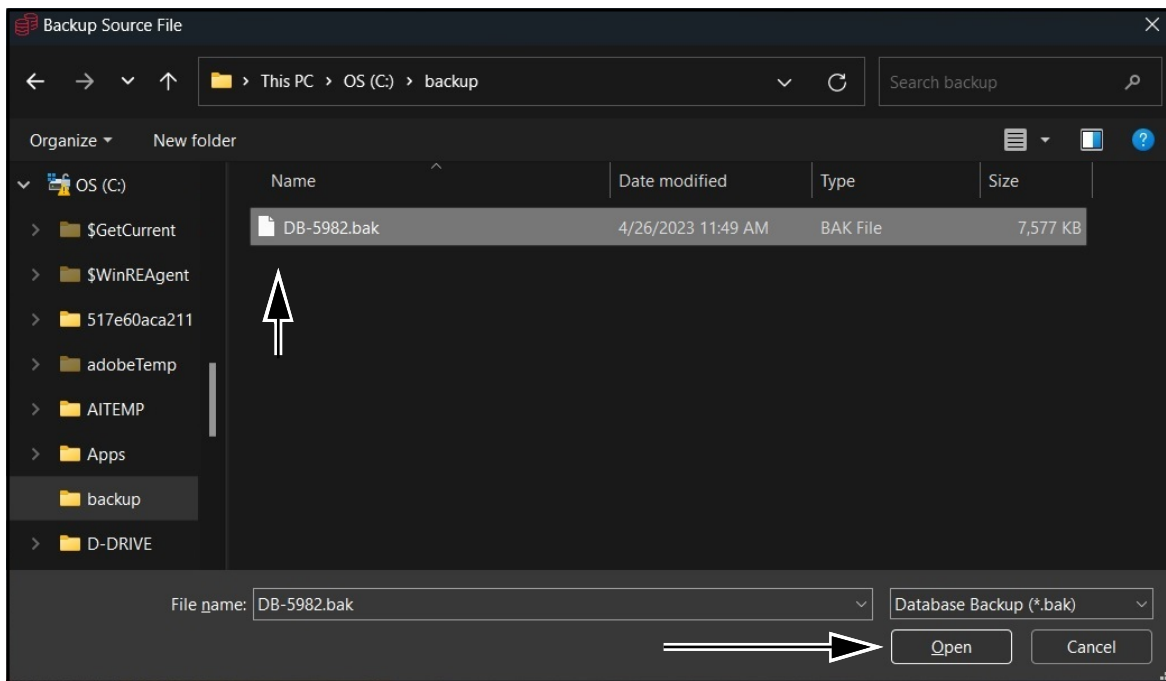 Backup Source File
This PC > OS (C:) > backup
Search backup
Organize
New folder
OS (C:)
Name
Date modified
Type
Size
$GetCurrent
DB-5982.bak
4/26/2023 11:49 AM
BAK File
7,577 KB
$WinREAgent
517e60aca211
adobeTemp
AITEMP
Apps
backup
D-DRIVE
File name: DB-5982.bak
Database Backup (*.bak)
Open
Cancel